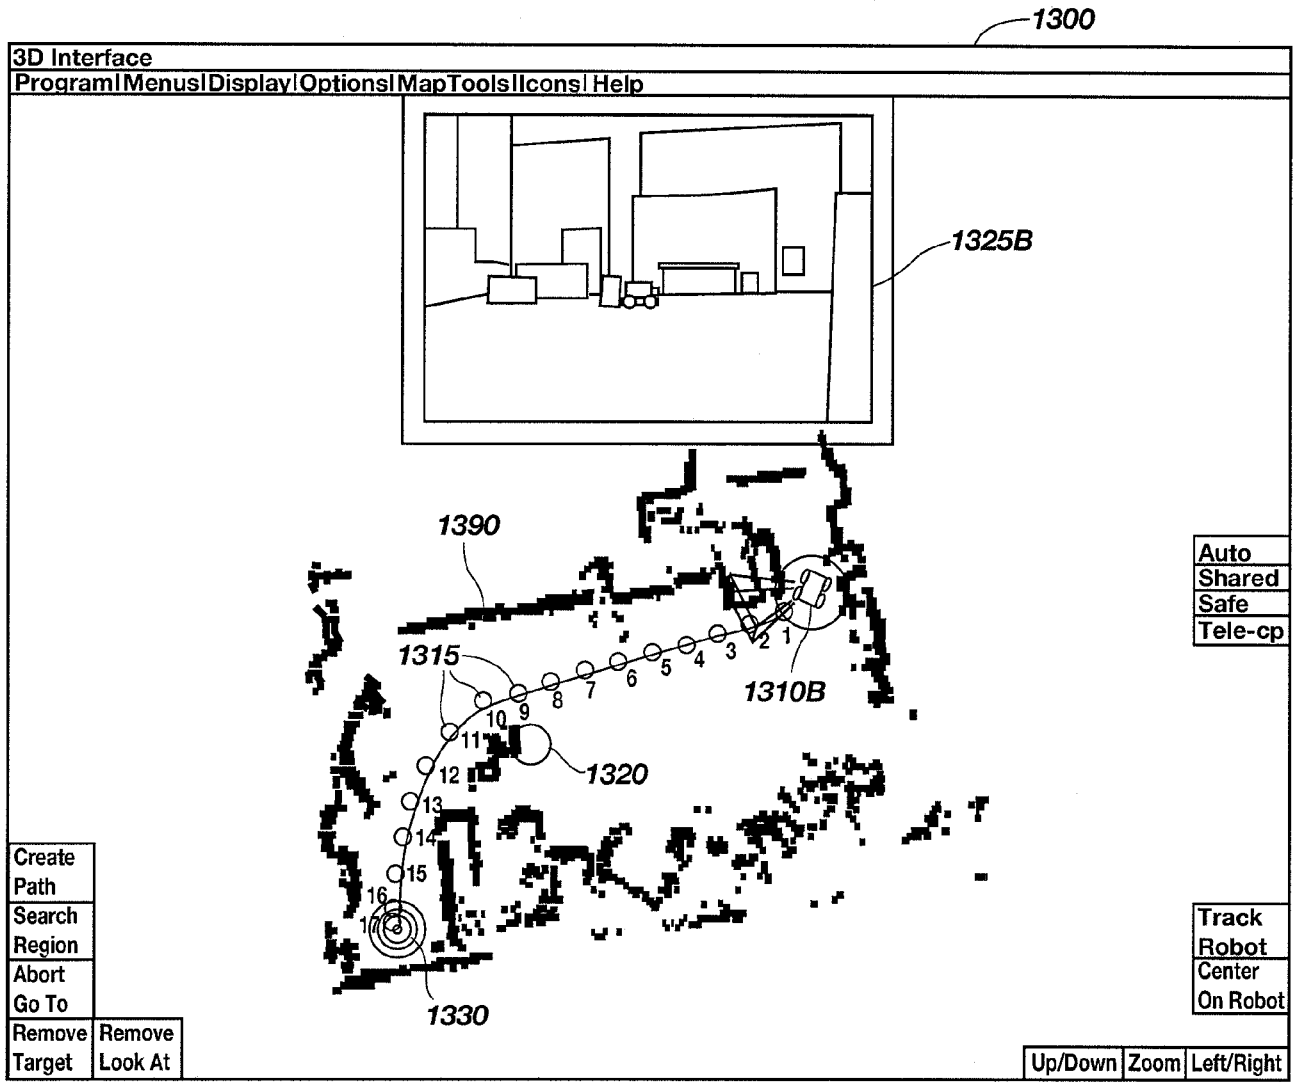 1300
3D Interface
Program|Menus|Display|Options|MapTools|Icons| Help
1325B
1390
Auto
Shared
Safe
Tele-cp
1315
1
2
3
4
5
6
7
8
9
10
11
12
13
14
15
16
17
1310B
1320
1330
Create
Path
Search
Region
Abort
Go To
Remove
Target
Remove
Look At
Track
Robot
Center
On Robot
Up/Down
Zoom
Left/Right